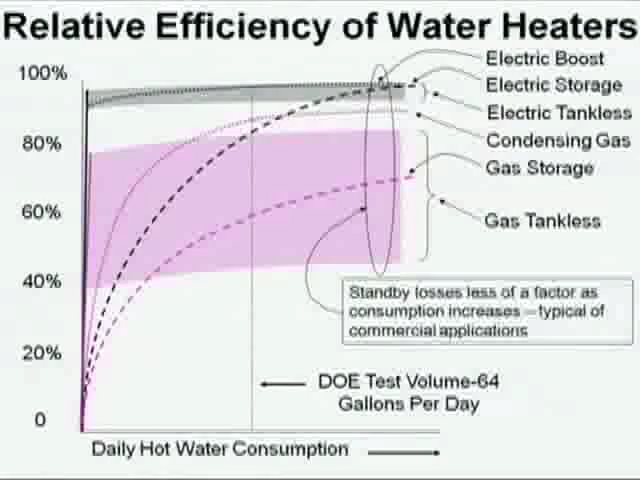 Relative Efficiency of Water Heaters
100%
80%
60%
40%
20%
0
Electric Boost
Electric Storage
Electric Tankless
Condensing Gas
Gas Storage
Gas Tankless
Standby losses less of a factor as
consumption increases – typical of
commercial applications
DOE Test Volume-64
Gallons Per Day
Daily Hot Water Consumption